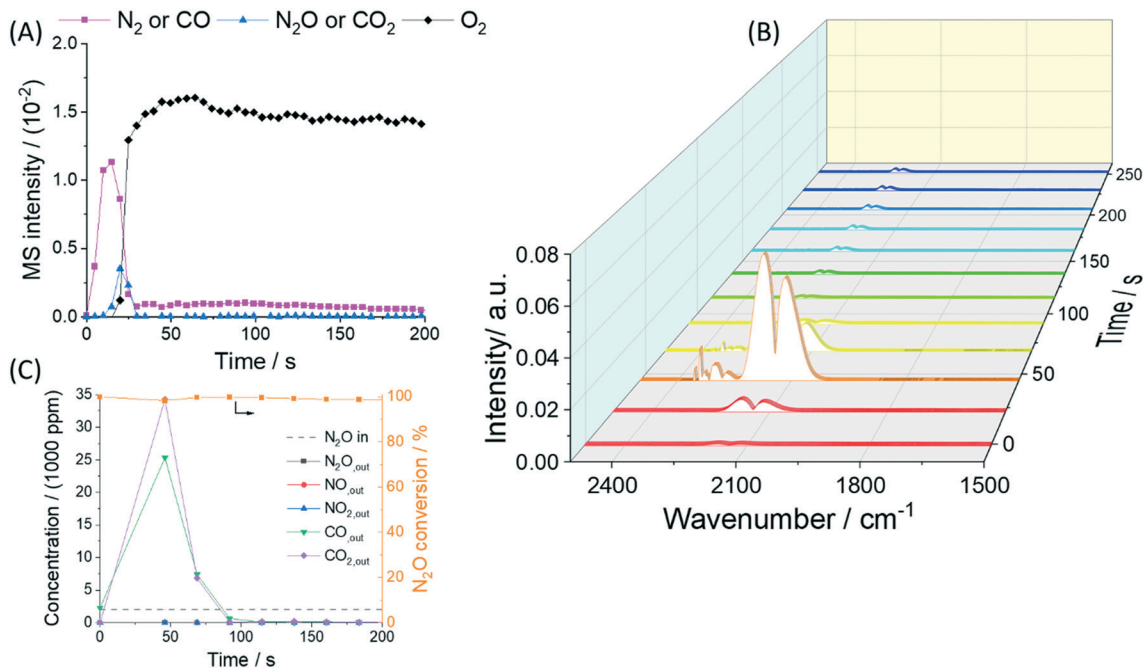 (A)
N₂ or CO N₂O or CO₂ O₂
MS intensity / (10⁻²)
2.0
1.5
1.0
0.5
0.0
0 50 100 150 200
Time / s
(B)
Intensity/ a.u.
0.08
0.06
0.04
0.02
0.00
2400 2100 1800 1500
Wavenumber / cm⁻¹
250
200
150
100
50
0
Time / s
(C)
Concentration / (1000 ppm)
35
30
25
20
15
10
5
0
0 50 100 150 200
Time / s
100
80
60
40
20
0
N₂O conversion / %
N₂O in
N₂O,out
NO,out
NO₂,out
CO,out
CO₂,out